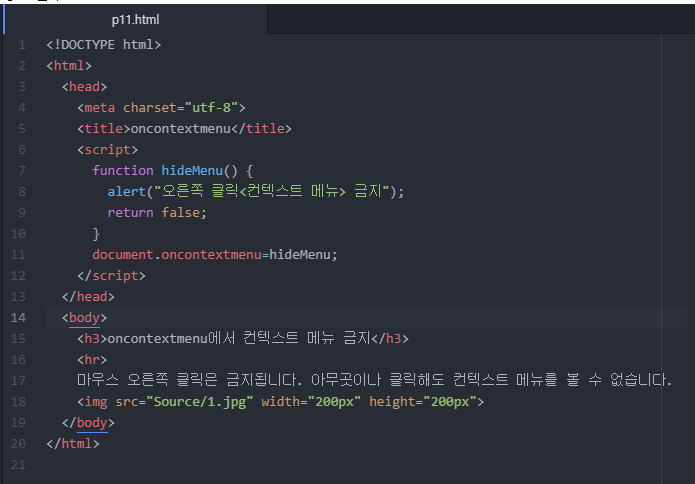 p11.html
1 <!DOCTYPE html>
2 <html>
3 <head>
4 <meta charset="utf-8">
5 <title>oncontextmenu</title>
6 <script>
7 function hideMenu() {
8 alert("오른쪽 클릭<컨텍스트 메뉴> 금지");
9 return false;
10 }
11 document.oncontextmenu=hideMenu;
12 </script>
13 </head>
14 <body>
15 <h3>oncontextmenu에서 컨텍스트 메뉴 금지</h3>
16 <hr>
17 마우스 오른쪽 클릭은 금지됩니다. 아무곳이나 클릭해도 컨텍스트 메뉴를 볼 수 없습니다.
18 <img src="Source/1.jpg" width="200px" height="200px">
19 </body>
20 </html>
21